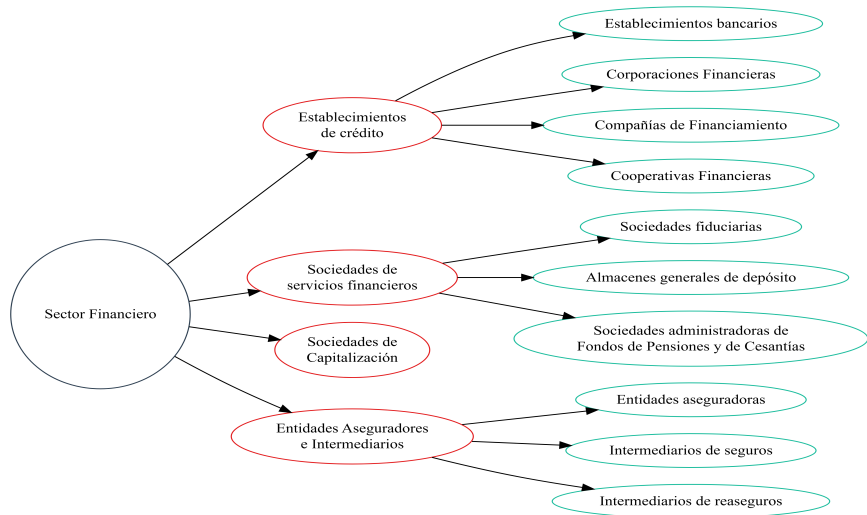 Sector Financiero
Establecimientos
de crédito
Establecimientos bancarios
Corporaciones Financieras
Compañías de Financiamiento
Cooperativas Financieras
Sociedades de
servicios financieros
Sociedades fiduciarias
Almacenes generales de depósito
Sociedades administradoras de
Fondos de Pensiones y de Cesantías
Sociedades de
Capitalización
Entidades Aseguradores
e Intermediarios
Entidades aseguradoras
Intermediarios de seguros
Intermediarios de reaseguros